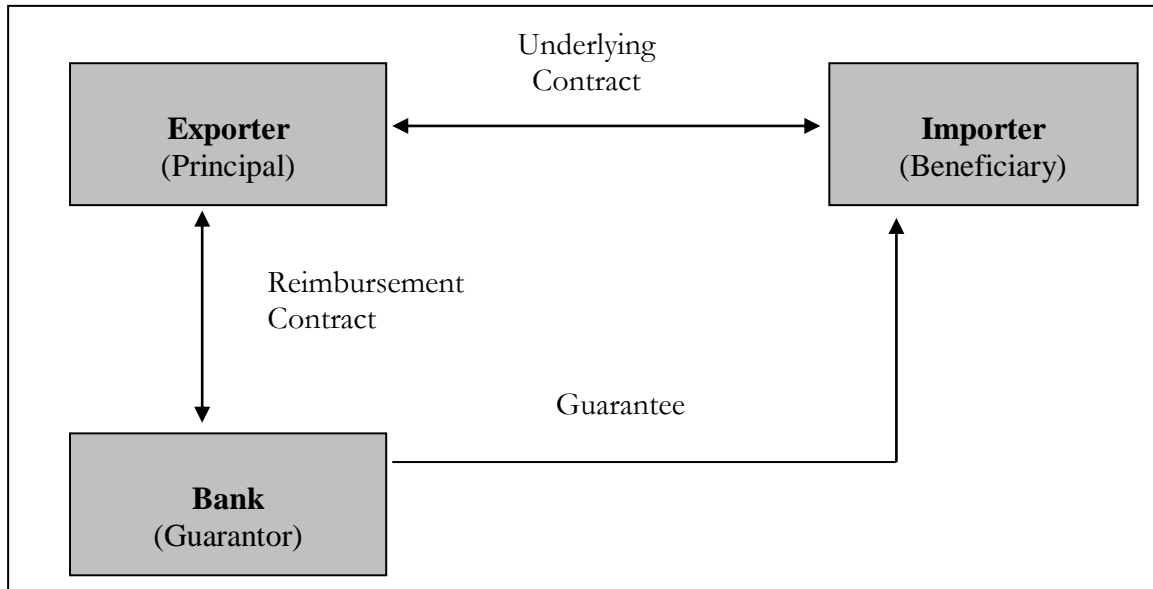 Underlying
Contract
Exporter
(Principal)
Importer
(Beneficiary)
Reimbursement
Contract
Guarantee
Bank
(Guarantor)